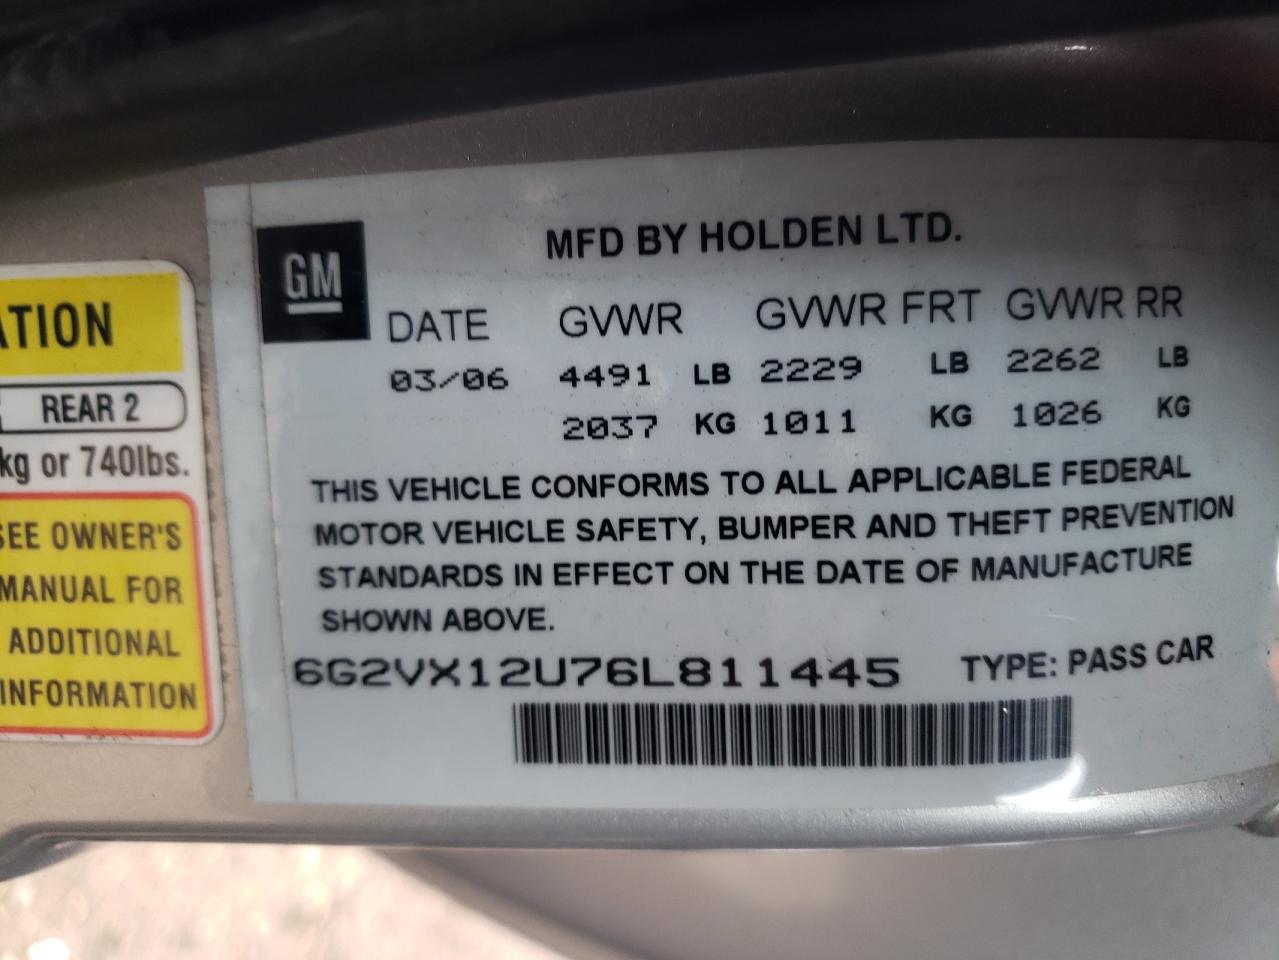 ATION
REAR 2
kg or 740lbs.
SEE OWNER'S
MANUAL FOR
ADDITIONAL
INFORMATION
GM
MFD BY HOLDEN LTD.
DATE GVWR GVWR FRT GVWR RR
03/06 4491 LB 2229 LB 2262 LB
2037 KG 1011 KG 1026 KG
THIS VEHICLE CONFORMS TO ALL APPLICABLE FEDERAL
MOTOR VEHICLE SAFETY, BUMPER AND THEFT PREVENTION
STANDARDS IN EFFECT ON THE DATE OF MANUFACTURE
SHOWN ABOVE.
6G2VX12U76L811445 TYPE: PASS CAR